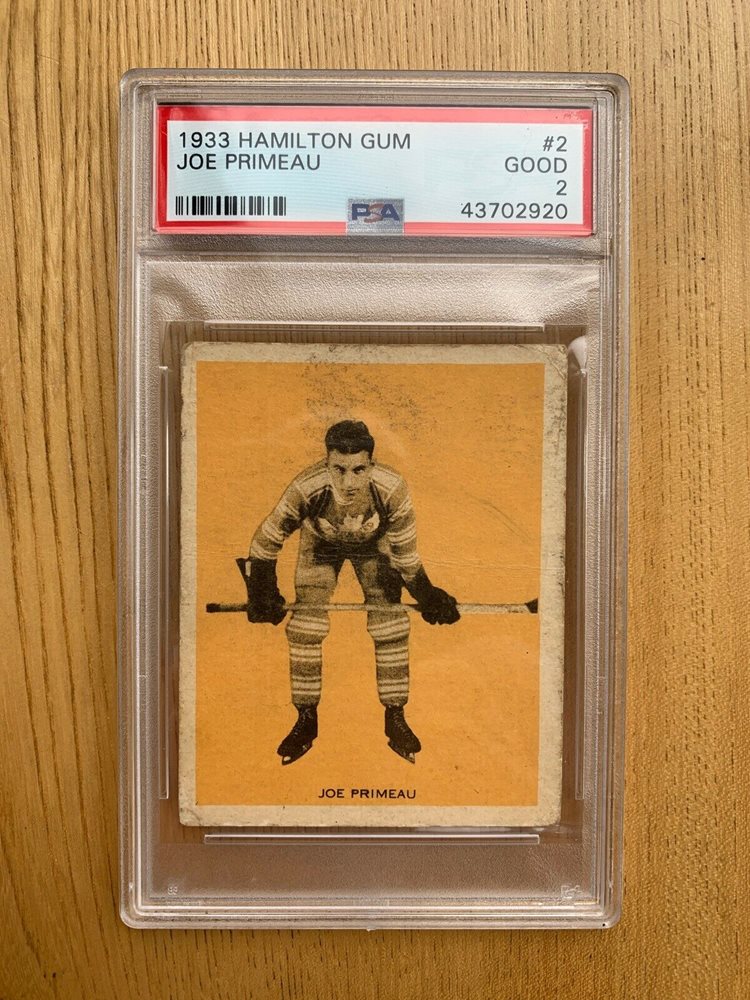 1933 HAMILTON GUM #2
JOE PRIMEAU GOOD
2
PSA 43702920
JOE PRIMEAU